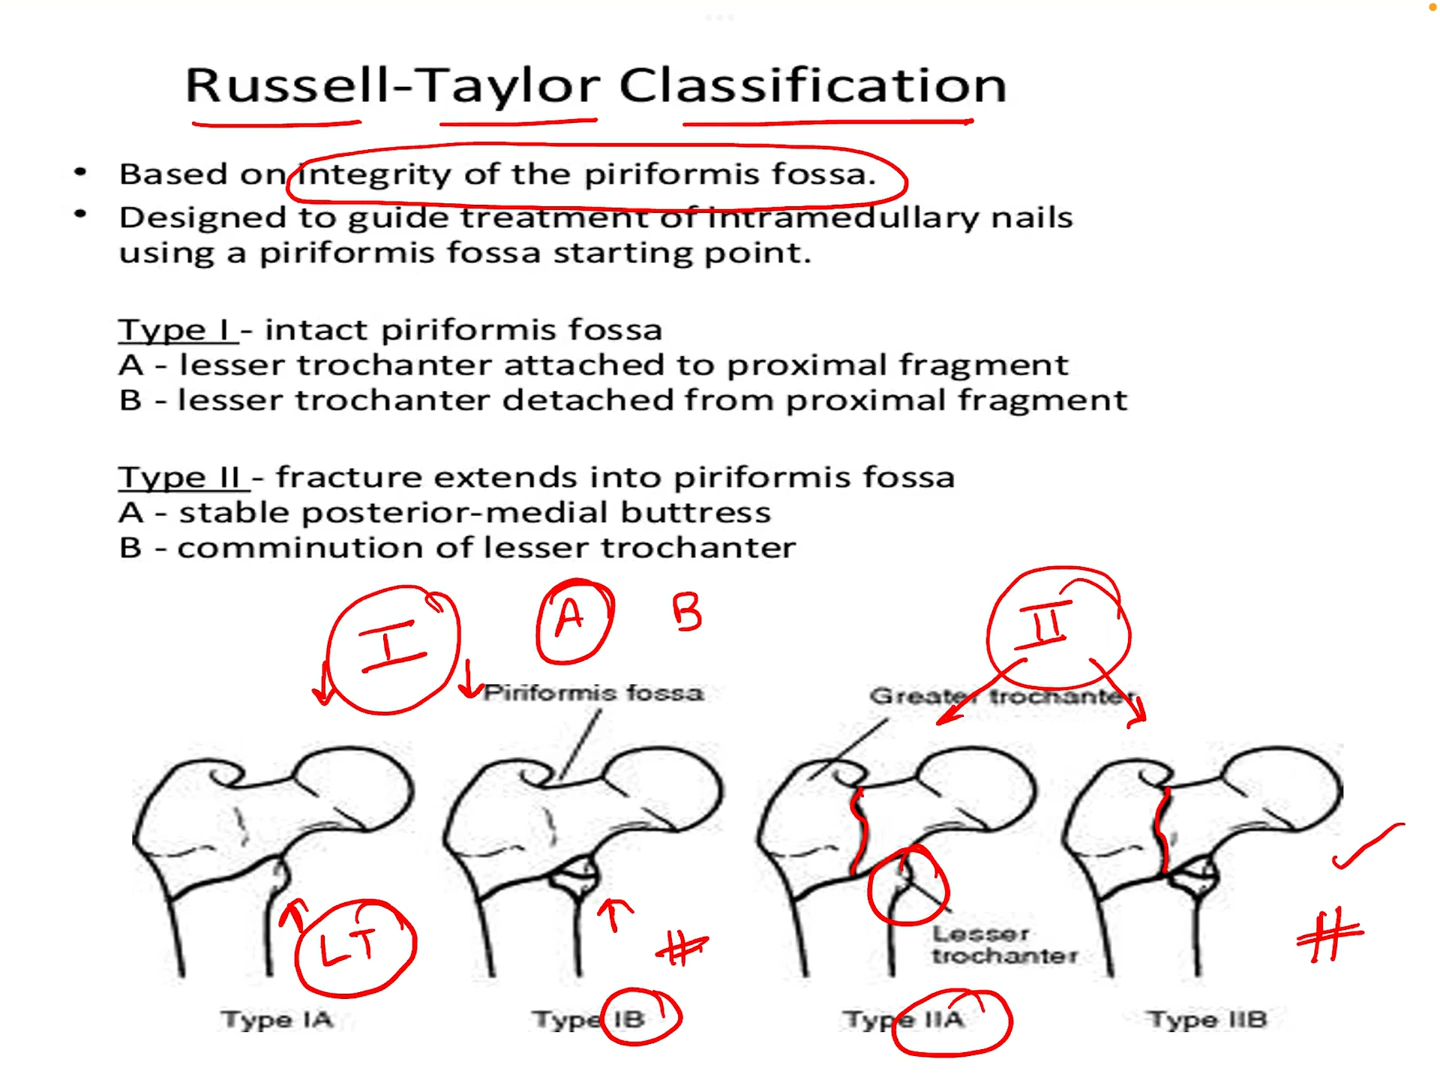 Russell-Taylor Classification
• Based on integrity of the piriformis fossa.
• Designed to guide treatment of intramedullary nails
using a piriformis fossa starting point.
Type I - intact piriformis fossa
A - lesser trochanter attached to proximal fragment
B - lesser trochanter detached from proximal fragment
Type II - fracture extends into piriformis fossa
A - stable posterior-medial buttress
B - comminution of lesser trochanter
I A B II
Piriformis fossa Greater trochanter
LT # Lesser
trochanter #
Type IA Type IB Type IIA Type IIB